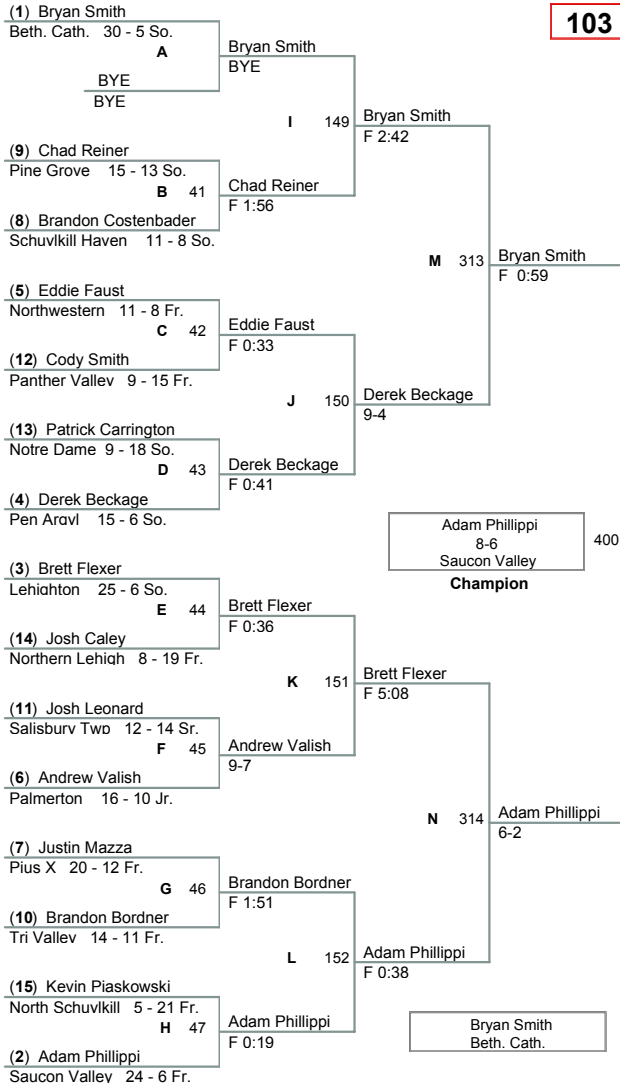 (1) Bryan Smith
Beth. Cath. 30 - 5 So.
A
BYE
BYE
Bryan Smith
BYE
103
I 149
Bryan Smith
F 2:42
(9) Chad Reiner
Pine Grove 15 - 13 So.
B 41
Chad Reiner
F 1:56
(8) Brandon Costenbader
Schuylkill Haven 11 - 8 So.
M 313
Bryan Smith
F 0:59
(5) Eddie Faust
Northwestern 11 - 8 Fr.
C 42
Eddie Faust
F 0:33
(12) Cody Smith
Panther Valley 9 - 15 Fr.
J 150
Derek Beckage
9-4
(13) Patrick Carrington
Notre Dame 9 - 18 So.
D 43
Derek Beckage
F 0:41
(4) Derek Beckage
Pen Argyl 15 - 6 So.
Adam Phillippi
8-6
Saucon Valley
400
Champion
(3) Brett Flexer
Lehighton 25 - 6 So.
E 44
Brett Flexer
F 0:36
(14) Josh Caley
Northern Lehigh 8 - 19 Fr.
K 151
Brett Flexer
F 5:08
(11) Josh Leonard
Salisbury Twp 12 - 14 Sr.
F 45
Andrew Valish
9-7
(6) Andrew Valish
Palmerton 16 - 10 Jr.
N 314
Adam Phillippi
6-2
(7) Justin Mazza
Pius X 20 - 12 Fr.
G 46
Brandon Bordner
F 1:51
(10) Brandon Bordner
Tri Valley 14 - 11 Fr.
L 152
Adam Phillippi
F 0:38
(15) Kevin Piaskowski
North Schuylkill 5 - 21 Fr.
H 47
Adam Phillippi
F 0:19
(2) Adam Phillippi
Saucon Valley 24 - 6 Fr.
Bryan Smith
Beth. Cath.